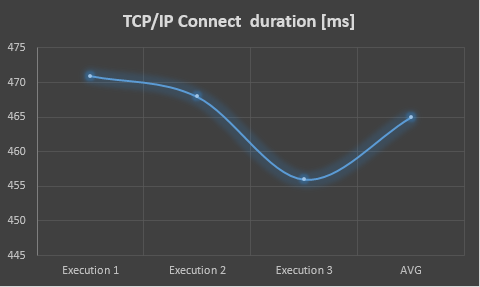 TCP/IP Connect  duration [ms]
475
470
465
460
455
450
445
Execution 1
Execution 2
Execution 3
AVG